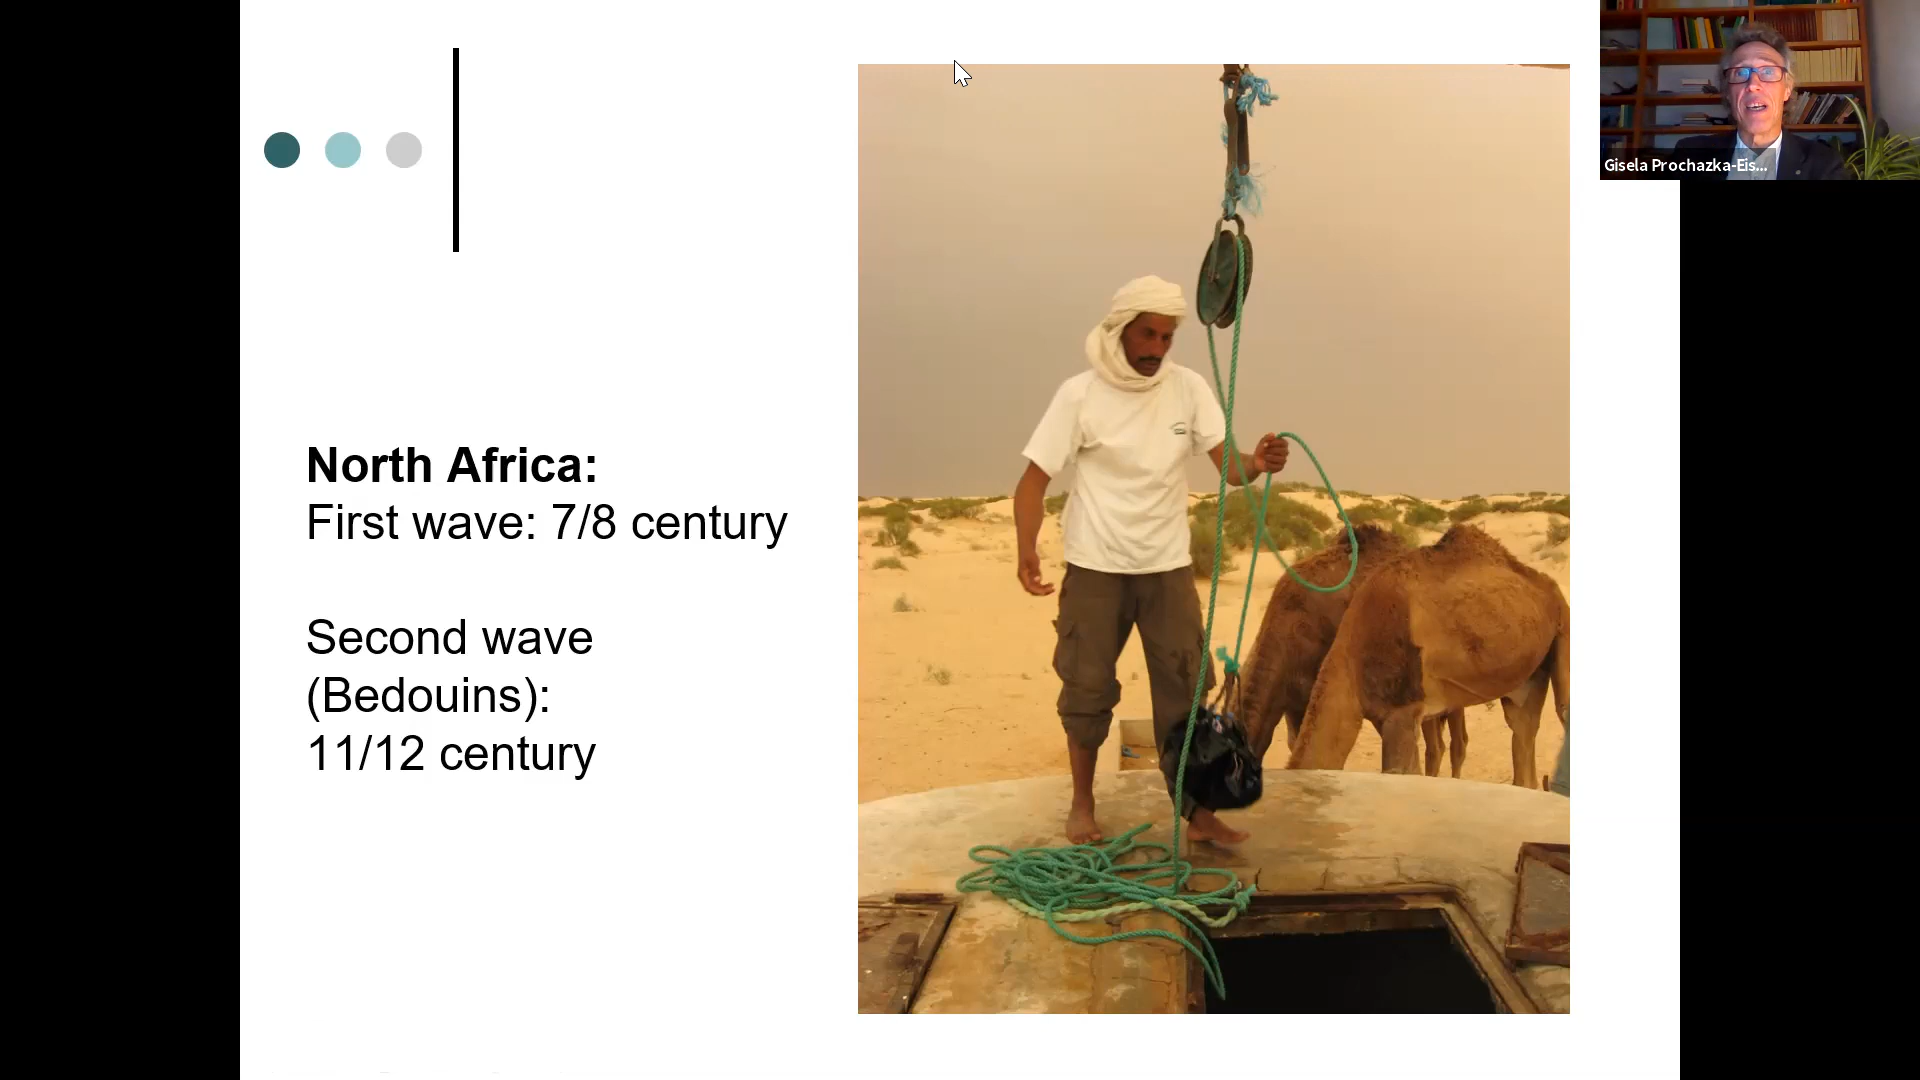 North Africa:
First wave: 7/8 century
Second wave
(Bedouins):
11/12 century
Gisela Prochazka-Eis...